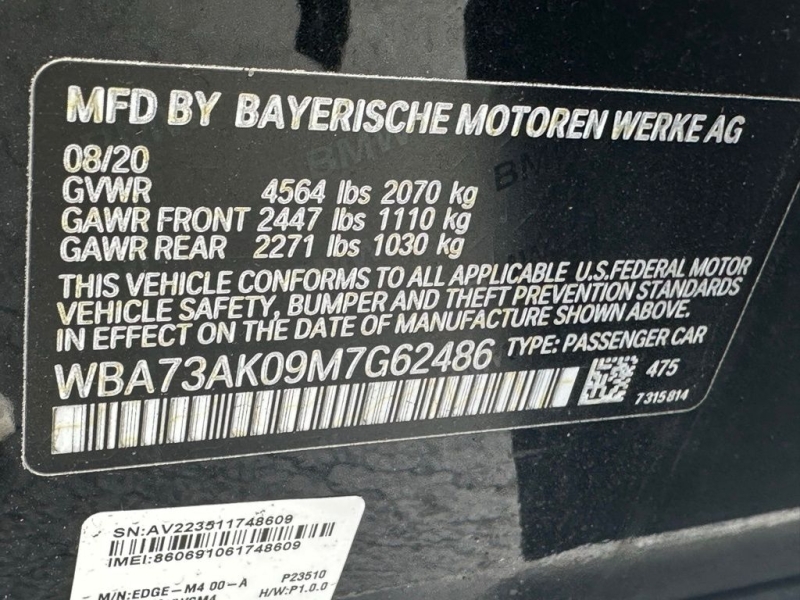 MFD BY BAYERISCHE MOTOREN WERKE AG
08/20
GVWR 4564 lbs 2070 kg
GAWR FRONT 2447 lbs 1110 kg
GAWR REAR 2271 lbs 1030 kg
THIS VEHICLE CONFORMS TO ALL APPLICABLE U.S.FEDERAL MOTOR
VEHICLE SAFETY, BUMPER AND THEFT PREVENTION STANDARDS
IN EFFECT ON THE DATE OF MANUFACTURE SHOWN ABOVE.
WBA73AK09M7G62486 TYPE: PASSENGER CAR
475
7315814
SN:AV223511748609
IMEI:860691061748609
M/N:EDGE-M4 00-A P23510
H/W:P1.0.0